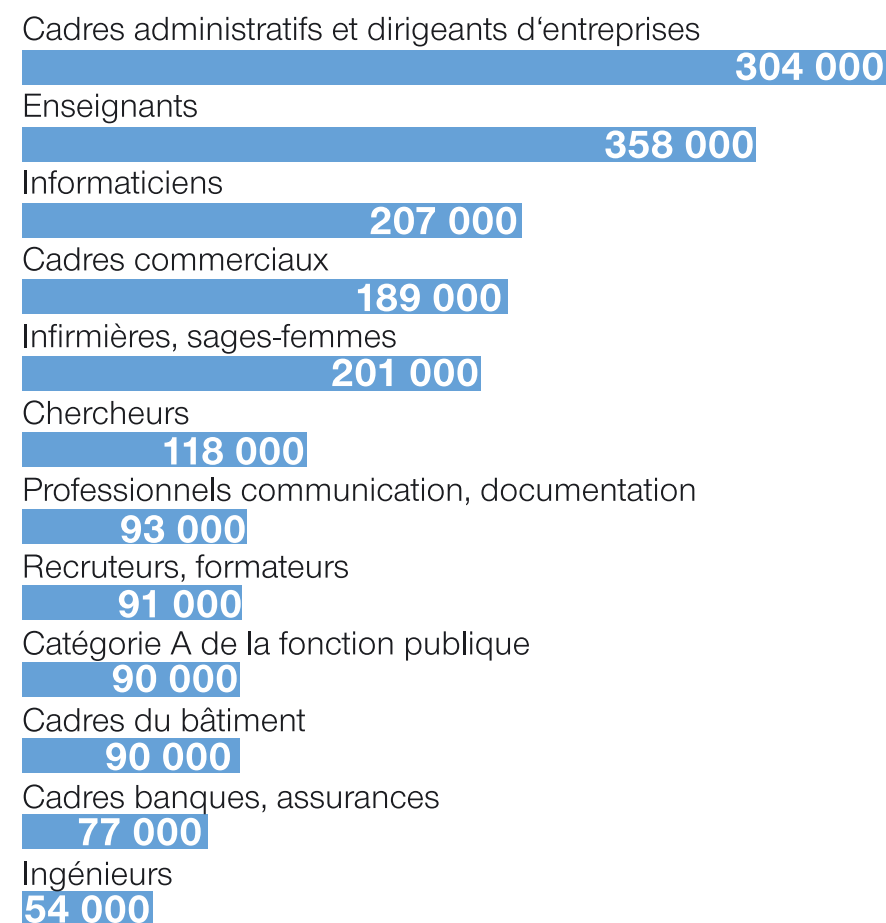 Cadres administratifs et dirigeants d‘entreprises
304 000
Enseignants
358 000
Informaticiens
207 000
Cadres commerciaux
189 000
Infirmières, sages-femmes
201 000
Chercheurs
118 000
Professionnels communication, documentation
93 000
Recruteurs, formateurs
91 000
Catégorie A de la fonction publique
90 000
Cadres du bâtiment
90 000
Cadres banques, assurances
77 000
Ingénieurs
54 000